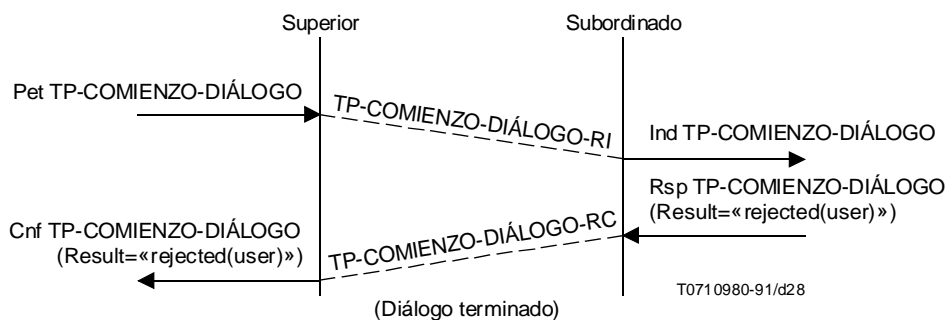 Superior
Subordinado
Pet TP-COMIENZO-DIÁLOGO
TP-COMIENZO-DIÁLOGO-RI
Ind TP-COMIENZO-DIÁLOGO
Rsp TP-COMIENZO-DIÁLOGO
(Result=«rejected(user)»)
Cnf TP-COMIENZO-DIÁLOGO
(Result=«rejected(user)»)
TP-COMIENZO-DIÁLOGO-RC
T0710980-91/d28
(Diálogo terminado)